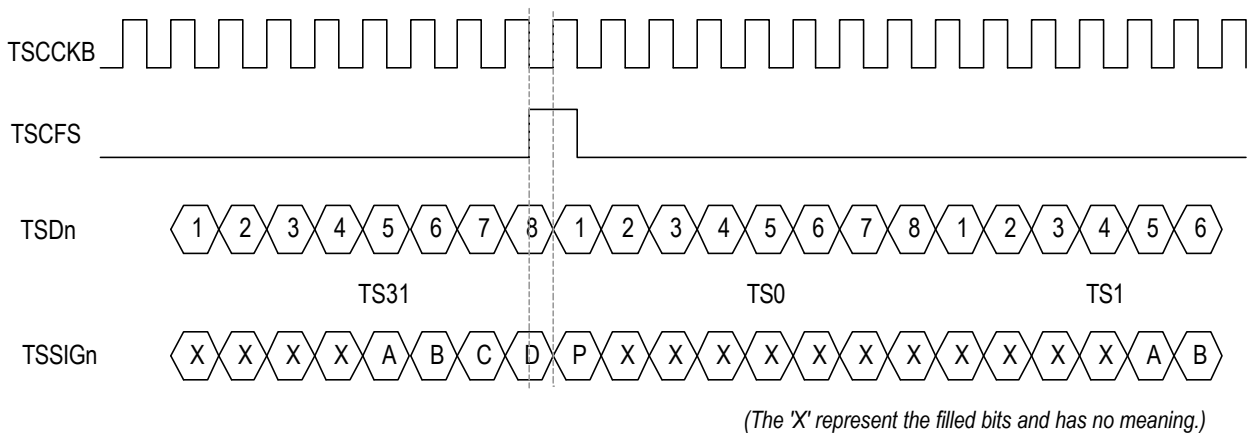 TSCCKB
TSCFS
TSDn 1 2 3 4 5 6 7 8 1 2 3 4 5 6 7 8 1 2 3 4 5 6
TS31 TS0 TS1
TSSIGn X X X X A B C D P X X X X X X X X X X X A B
(The 'X' represent the filled bits and has no meaning.)